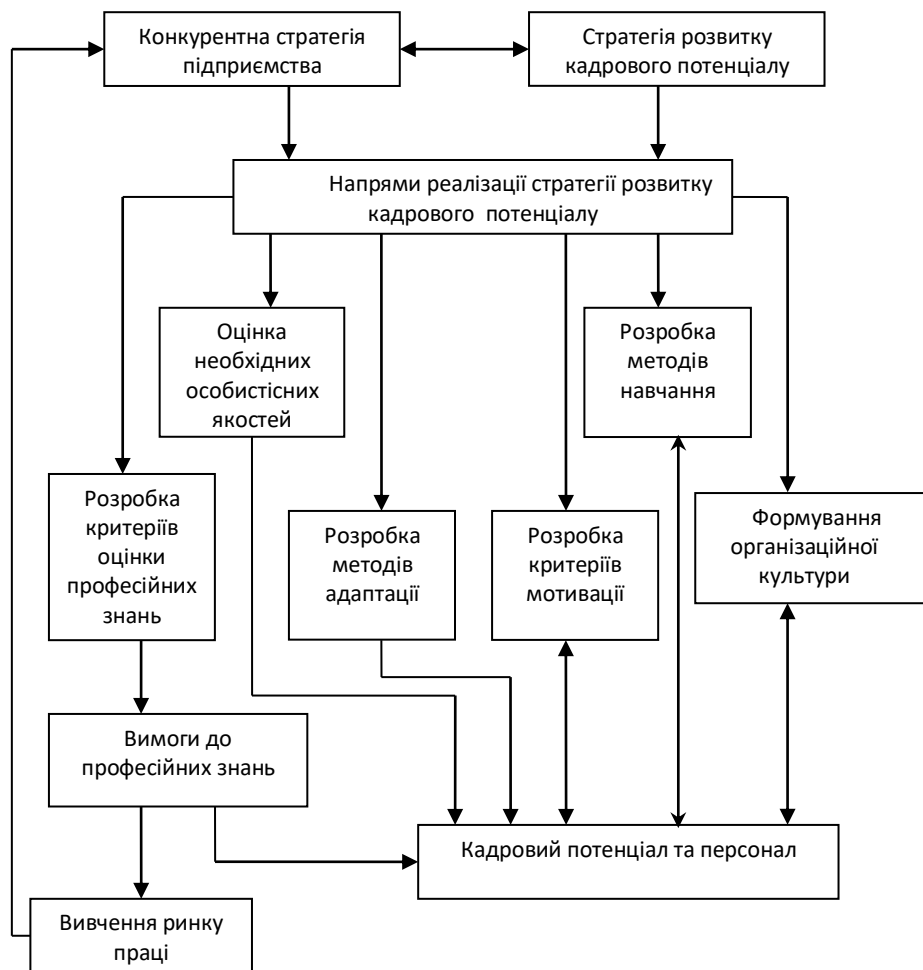 Конкурентна стратегія
підприємства
Стратегія розвитку
кадрового потенціалу
Напрями реалізації стратегії розвитку
кадрового потенціалу
Оцінка
необхідних
особистісних
якостей
Розробка
методів
навчання
Розробка
критеріїв
оцінки
професійних
знань
Розробка
методів
адаптації
Розробка
критеріїв
мотивації
Формування
організаційної
культури
Вимоги до
професійних знань
Кадровий потенціал та персонал
Вивчення ринку
праці